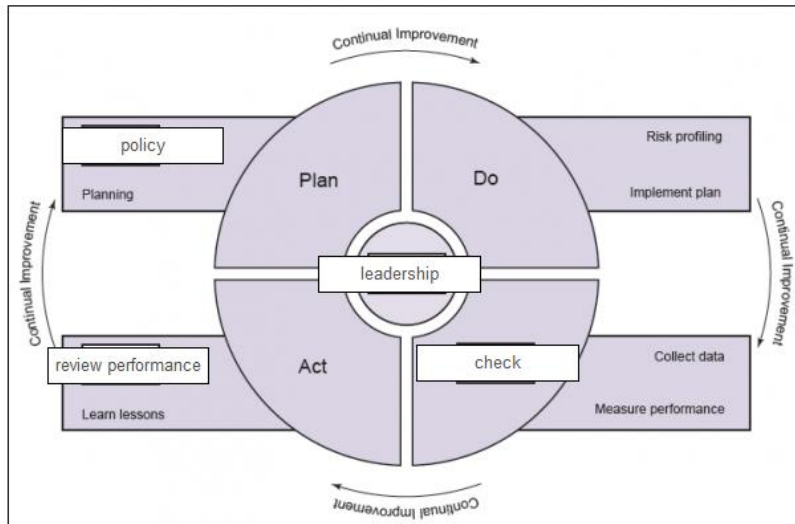 Continual Improvement
policy
Planning
Plan
Do
Risk profiling
Implement plan
Continual Improvement
Continual Improvement
leadership
review performance
Learn lessons
Act
check
Collect data
Measure performance
Continual Improvement